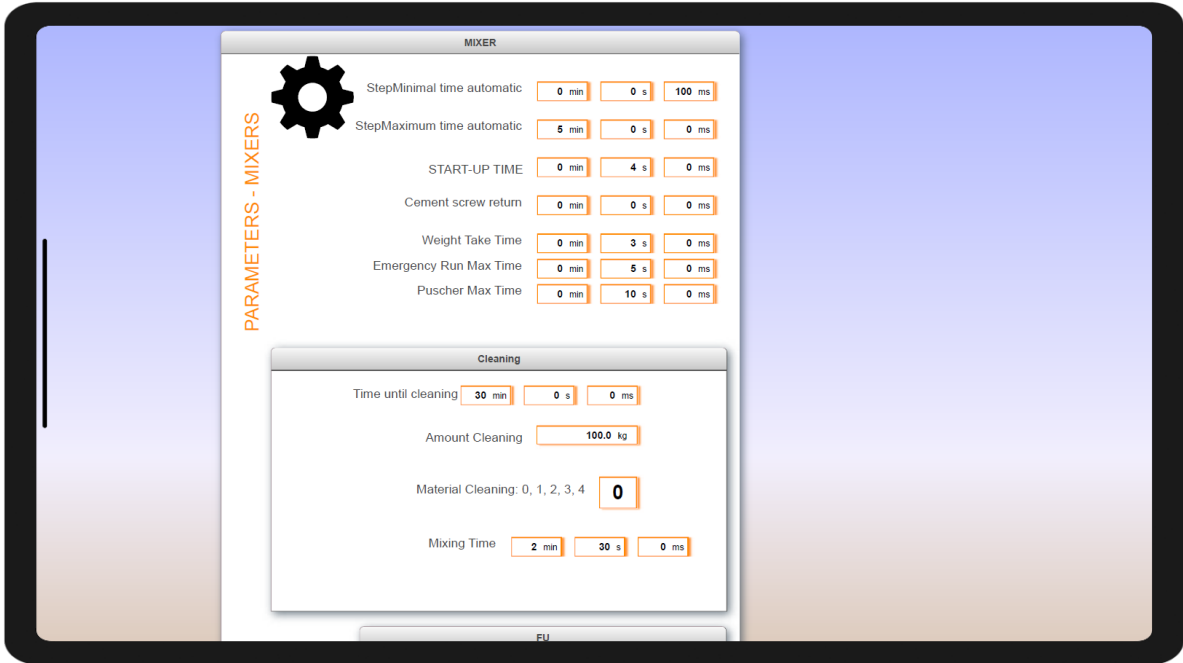 MIXER
PARAMETERS - MIXERS
StepMinimal time automatic 0 min 0 s 100 ms
StepMaximum time automatic 5 min 0 s 0 ms
START-UP TIME 0 min 4 s 0 ms
Cement screw return 0 min 0 s 0 ms
Weight Take Time 0 min 3 s 0 ms
Emergency Run Max Time 0 min 5 s 0 ms
Puscher Max Time 0 min 10 s 0 ms
Cleaning
Time until cleaning 30 min 0 s 0 ms
Amount Cleaning 100.0 kg
Material Cleaning: 0, 1, 2, 3, 4 0
Mixing Time 2 min 30 s 0 ms
FU